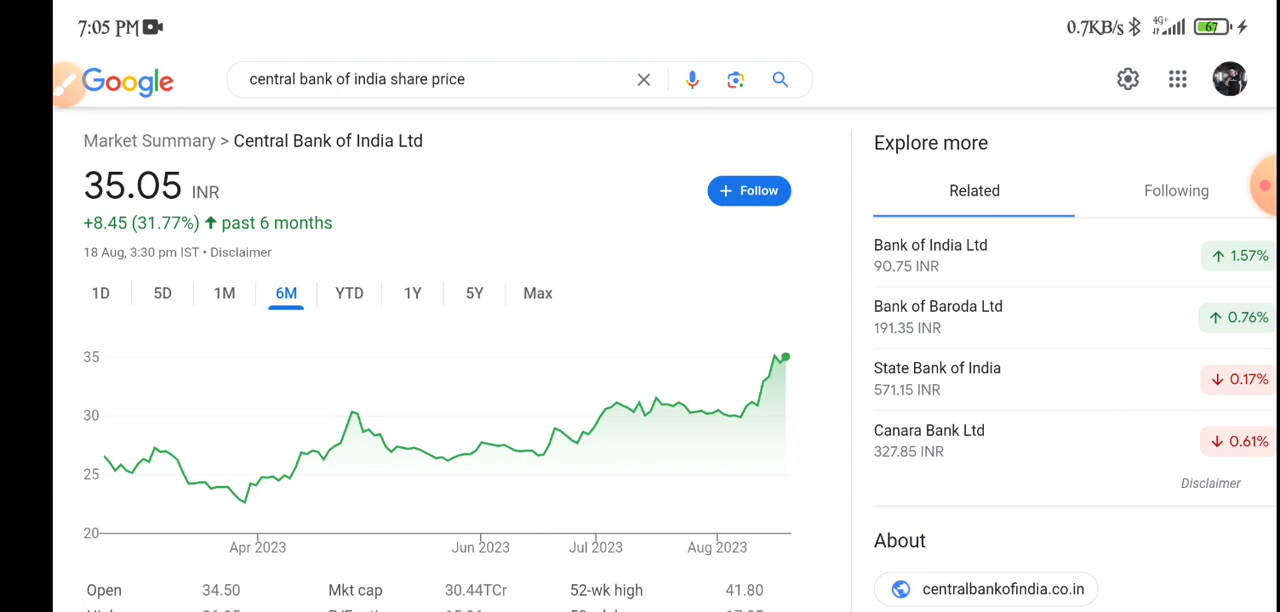 7:05 PM
0.7KB/s 4G+ 67
Google
central bank of india share price
Market Summary > Central Bank of India Ltd
35.05 INR
+ Follow
+8.45 (31.77%) ↑ past 6 months
18 Aug, 3:30 pm IST • Disclaimer
1D 5D 1M 6M YTD 1Y 5Y Max
35
30
25
20
Apr 2023 Jun 2023 Jul 2023 Aug 2023
Open 34.50 Mkt cap 30.44TCr 52-wk high 41.80
Explore more
Related Following
Bank of India Ltd
90.75 INR
↑ 1.57%
Bank of Baroda Ltd
191.35 INR
↑ 0.76%
State Bank of India
571.15 INR
↓ 0.17%
Canara Bank Ltd
327.85 INR
↓ 0.61%
Disclaimer
About
centralbankofindia.co.in